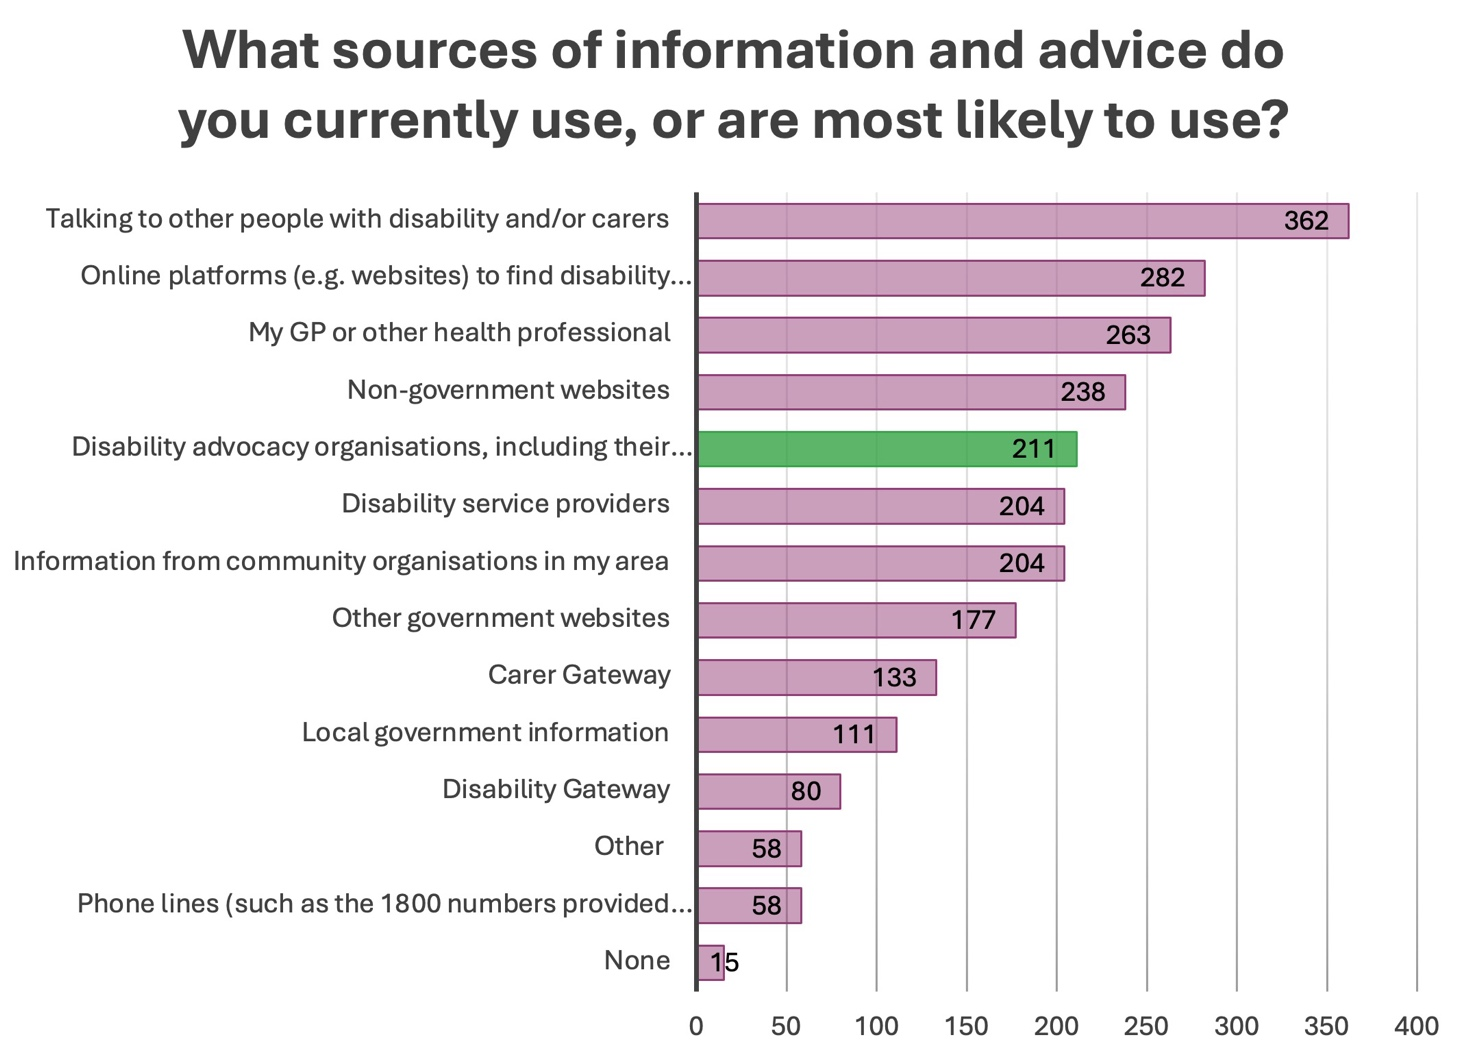 What sources of information and advice do
you currently use, or are most likely to use?
Talking to other people with disability and/or carers 362
Online platforms (e.g. websites) to find disability... 282
My GP or other health professional 263
Non-government websites 238
Disability advocacy organisations, including their... 211
Disability service providers 204
Information from community organisations in my area 204
Other government websites 177
Carer Gateway 133
Local government information 111
Disability Gateway 80
Other 58
Phone lines (such as the 1800 numbers provided... 58
None 15
0 50 100 150 200 250 300 350 400